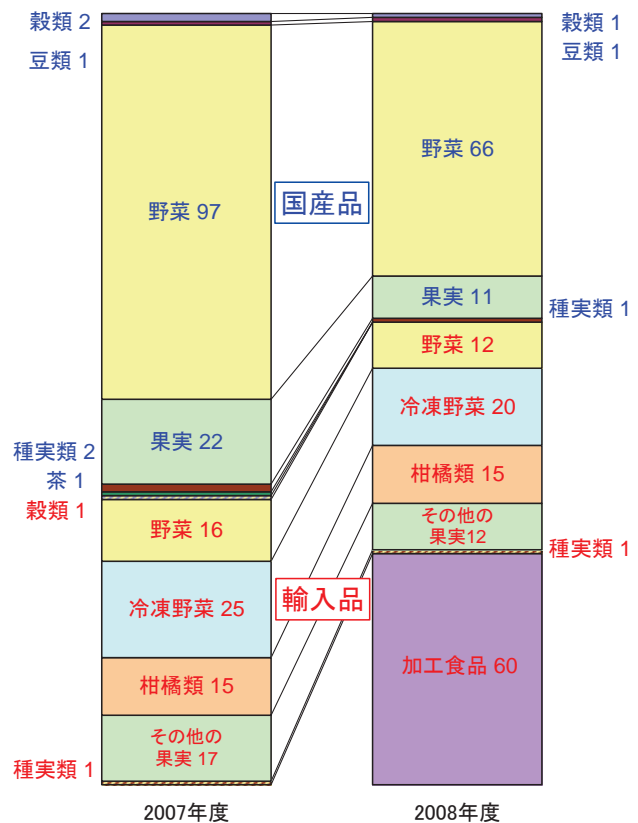 穀類 2
豆類 1
野菜 97
果実 22
種実類 2
茶 1
穀類 1
野菜 16
冷凍野菜 25
柑橘類 15
その他の
果実 17
種実類 1
2007年度
国産品
輸入品
穀類 1
豆類 1
野菜 66
果実 11
種実類 1
野菜 12
冷凍野菜 20
柑橘類 15
その他の
果実12
種実類 1
加工食品 60
2008年度